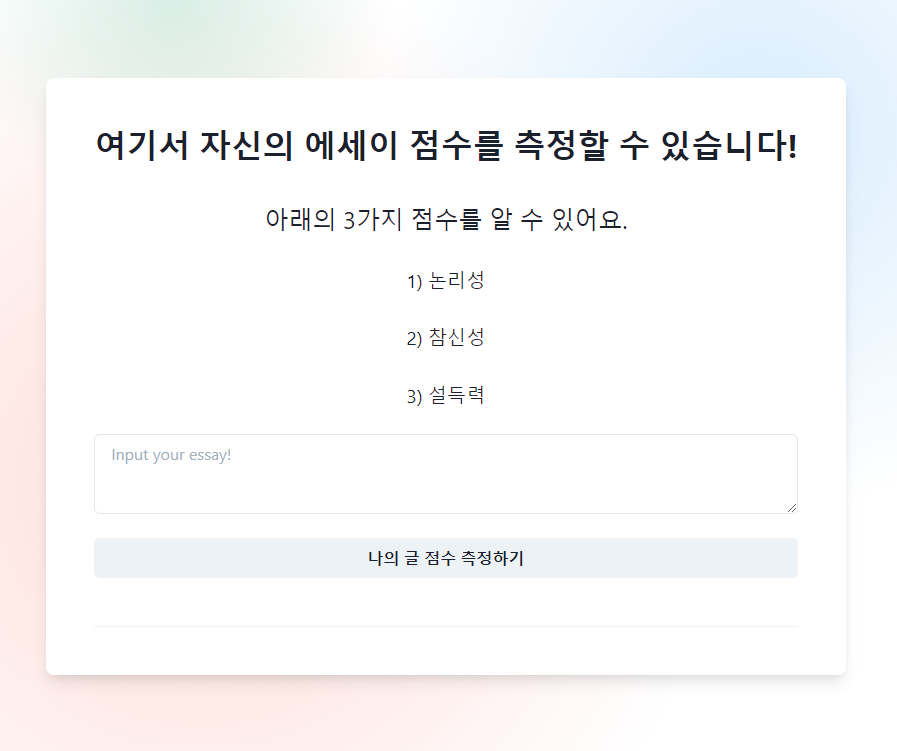 여기서 자신의 에세이 점수를 측정할 수 있습니다!
아래의 3가지 점수를 알 수 있어요.
1) 논리성
2) 참신성
3) 설득력
Input your essay!
나의 글 점수 측정하기